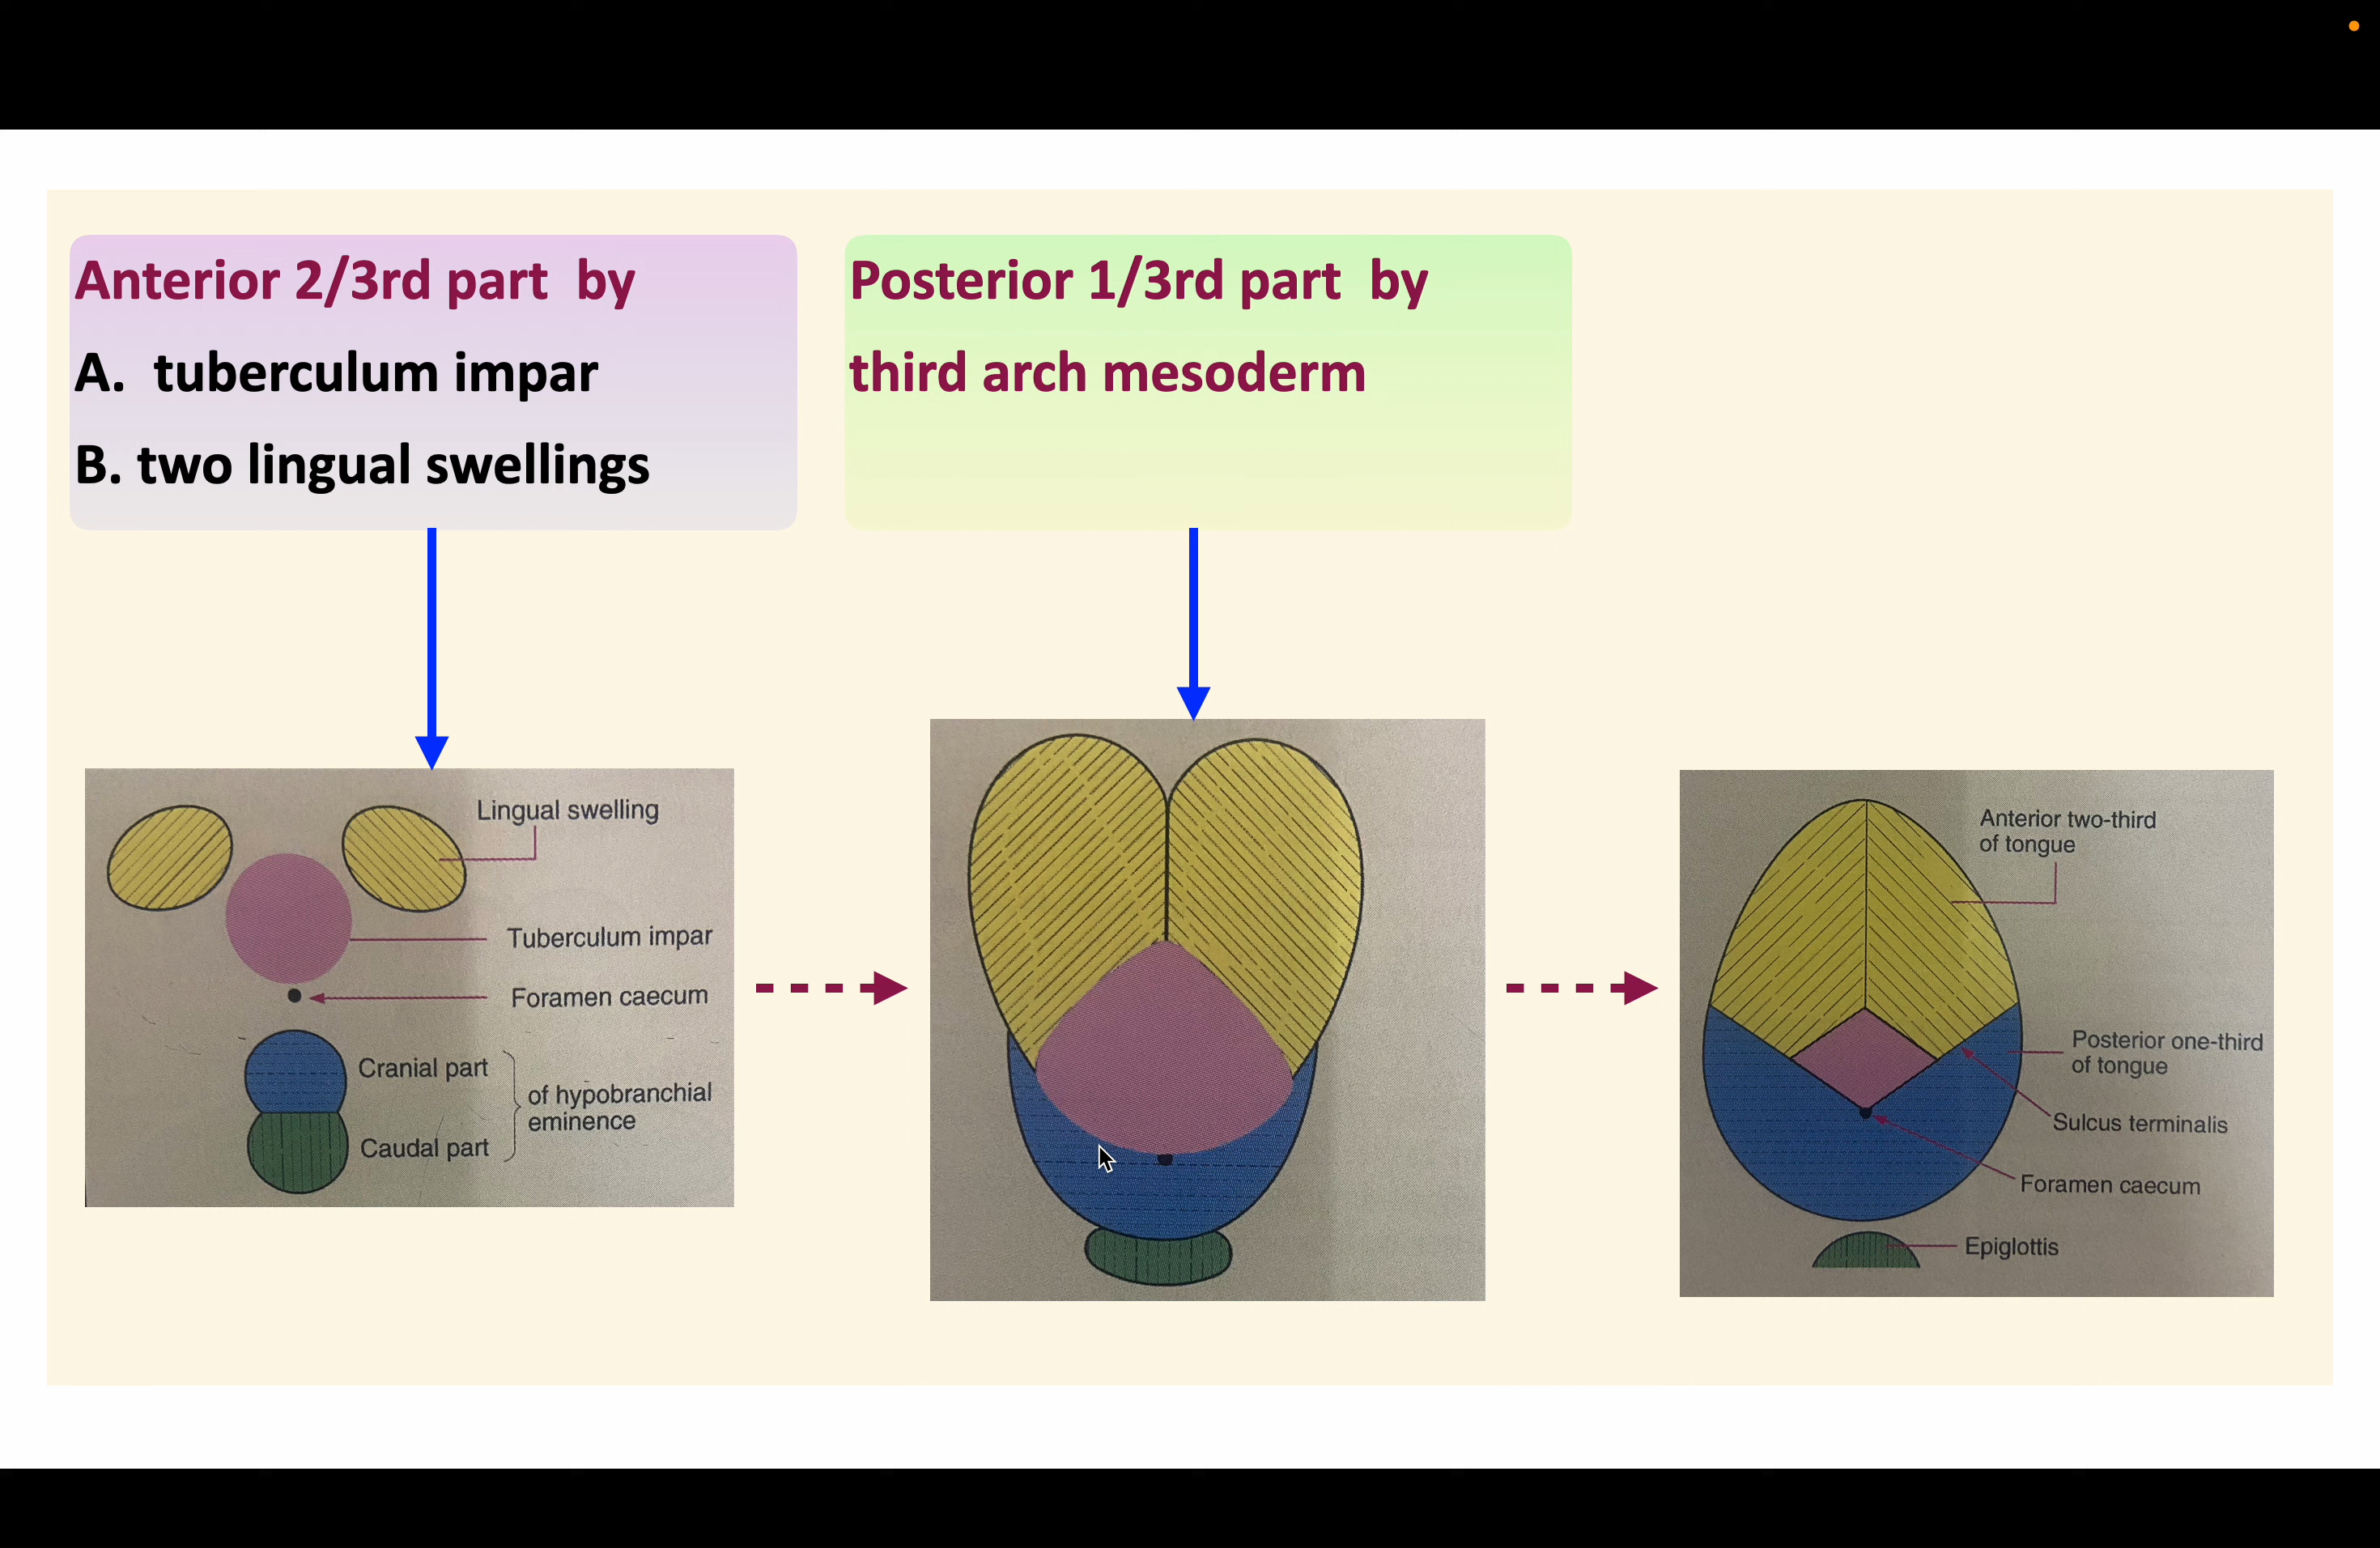 Anterior 2/3rd part by
A. tuberculum impar
B. two lingual swellings
Posterior 1/3rd part by
third arch mesoderm
Lingual swelling
Tuberculum impar
Foramen caecum
Cranial part
Caudal part
of hypobranchial
eminence
Anterior two-third
of tongue
Posterior one-third
of tongue
Sulcus terminalis
Foramen caecum
Epiglottis